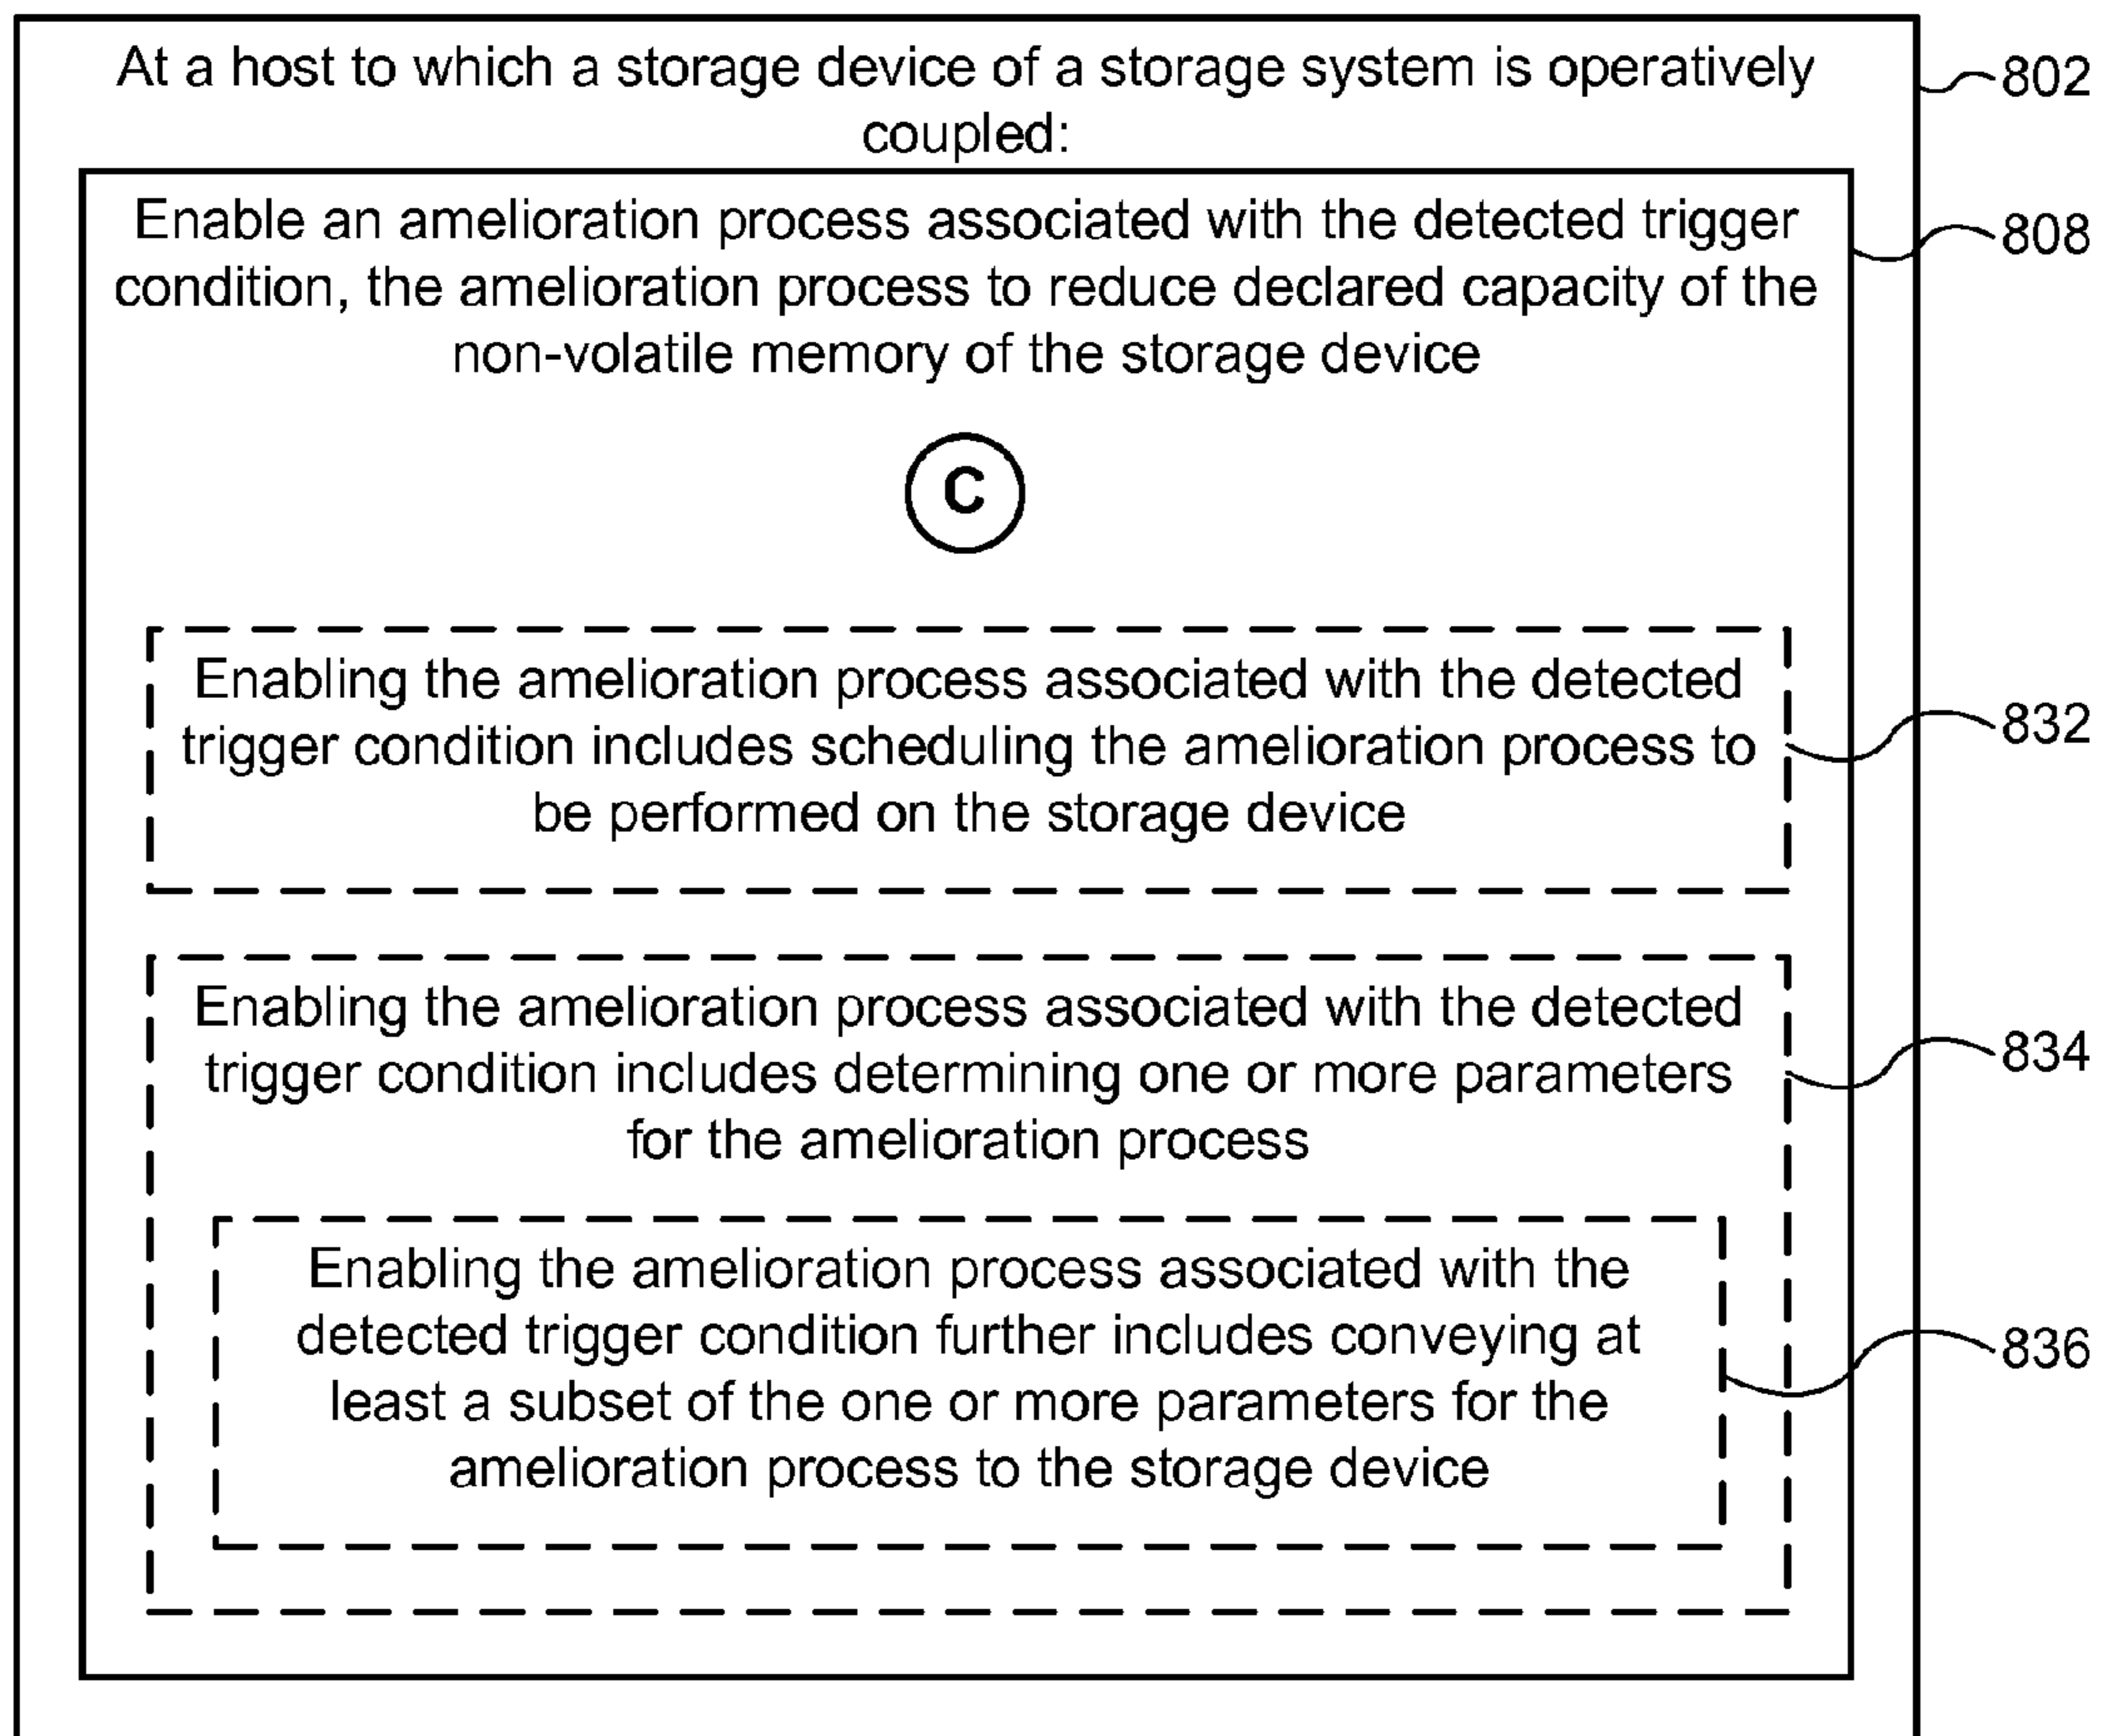 At a host to which a storage device of a storage system is operatively
coupled:
802
Enable an amelioration process associated with the detected trigger
condition, the amelioration process to reduce declared capacity of the
non-volatile memory of the storage device
808
C
Enabling the amelioration process associated with the detected
trigger condition includes scheduling the amelioration process to
be performed on the storage device
832
Enabling the amelioration process associated with the detected
trigger condition includes determining one or more parameters
for the amelioration process
834
Enabling the amelioration process associated with the
detected trigger condition further includes conveying at
least a subset of the one or more parameters for the
amelioration process to the storage device
836